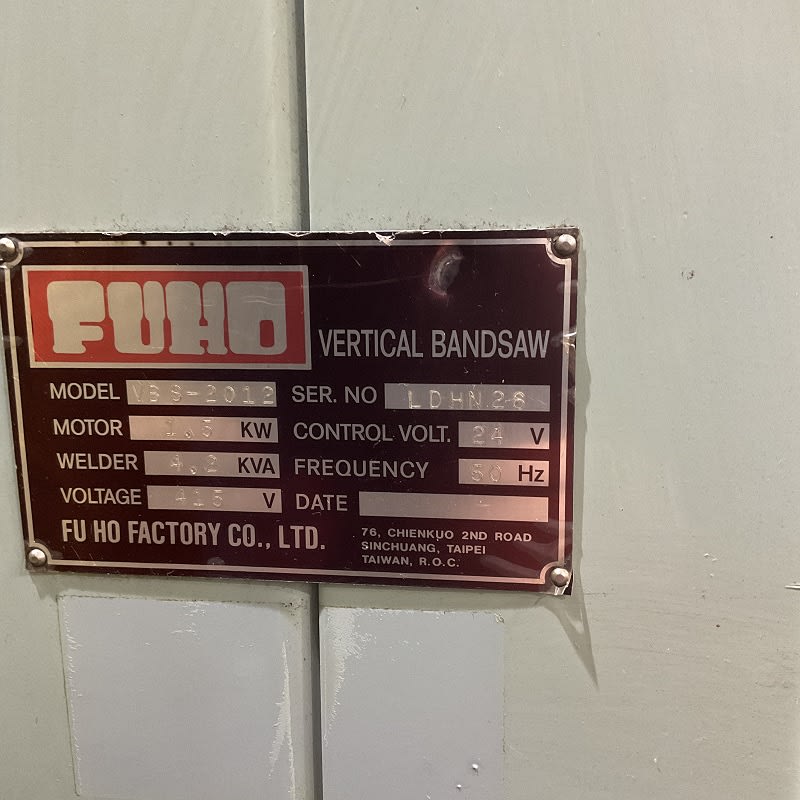 FUHO VERTICAL BANDSAW
MODEL VBS-2012 SER. NO LDHN28
MOTOR 1.5 KW CONTROL VOLT. 24 V
WELDER 4.2 KVA FREQUENCY 50 Hz
VOLTAGE 415 V DATE
FU HO FACTORY CO., LTD.
76, CHIENKUO 2ND ROAD
SINCHUANG, TAIPEI
TAIWAN, R.O.C.